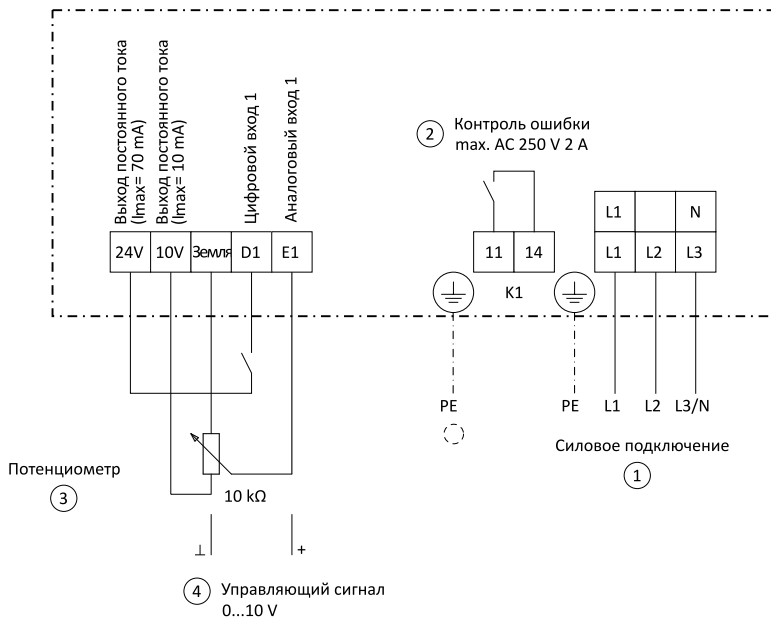 Выход постоянного тока
(Imax= 70 mA)
Выход постоянного тока
(Imax= 10 mA)
Цифровой вход 1
Аналоговый вход 1
24V
10V
Земля
D1
E1
2
Контроль ошибки
max. AC 250 V 2 A
11
14
K1
L1
N
L1
L2
L3
PE
PE
L1
L2
L3/N
Силовое подключение
1
Потенциометр
3
10 kΩ
⊥
+
4
Управляющий сигнал
0...10 V